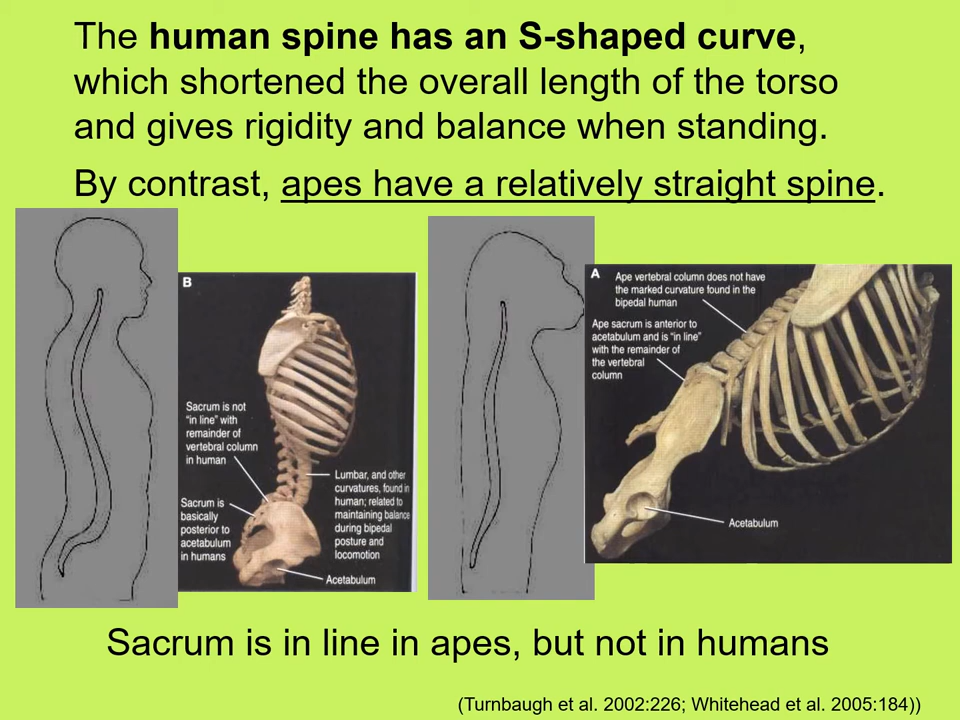 The human spine has an S-shaped curve,
which shortened the overall length of the torso
and gives rigidity and balance when standing.
By contrast, apes have a relatively straight spine.
B
Sacrum is not
"in line" with
remainder of
vertebral column
in human
Sacrum is
basically
posterior to
acetabulum
in humans
Lumbar, and other
curvatures, found in
human; related to
maintaining balance
during bipedal
posture and
locomotion
Acetabulum
A
Ape vertebral column does not have
the marked curvature found in the
bipedal human
Ape sacrum is anterior to
acetabulum and is "in line"
with the remainder of
the vertebral
column
Acetabulum
Sacrum is in line in apes, but not in humans
(Turnbaugh et al. 2002:226; Whitehead et al. 2005:184))